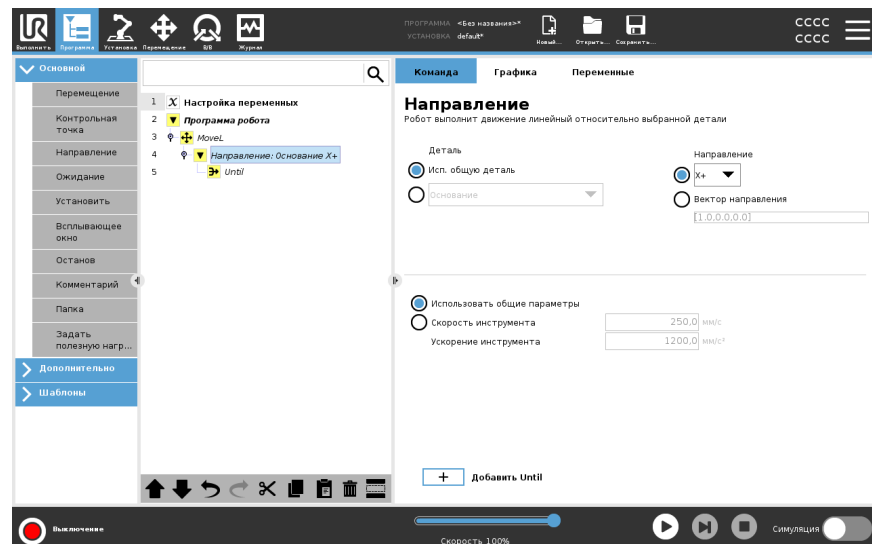 ПРОГРАММА <Без названия>*
УСТАНОВКА default*
Выполнить Программа Установка Перемещение В/В Журнал
Новый... Открыть... Сохранить...
CCCC
CCCC
Основной
Перемещение
Контрольная
точка
Направление
Ожидание
Установить
Всплывающее
окно
Останов
Комментарий
Папка
Задать
полезную нагр...
Дополнительно
Шаблоны
1 X Настройка переменных
2 Программа робота
3 MoveL
4 Направление: Основание X+
5 Until
Команда Графика Переменные
Направление
Робот выполнит движение линейный относительно выбранной детали
Деталь
Исп. общую деталь
Основание
Направление
X+
Вектор направления
[1.0,0.0,0.0]
Использовать общие параметры
Скорость инструмента 250,0 мм/с
Ускорение инструмента 1200,0 мм/с²
+ Добавить Until
Выключение
Скорость 100%
Симуляция